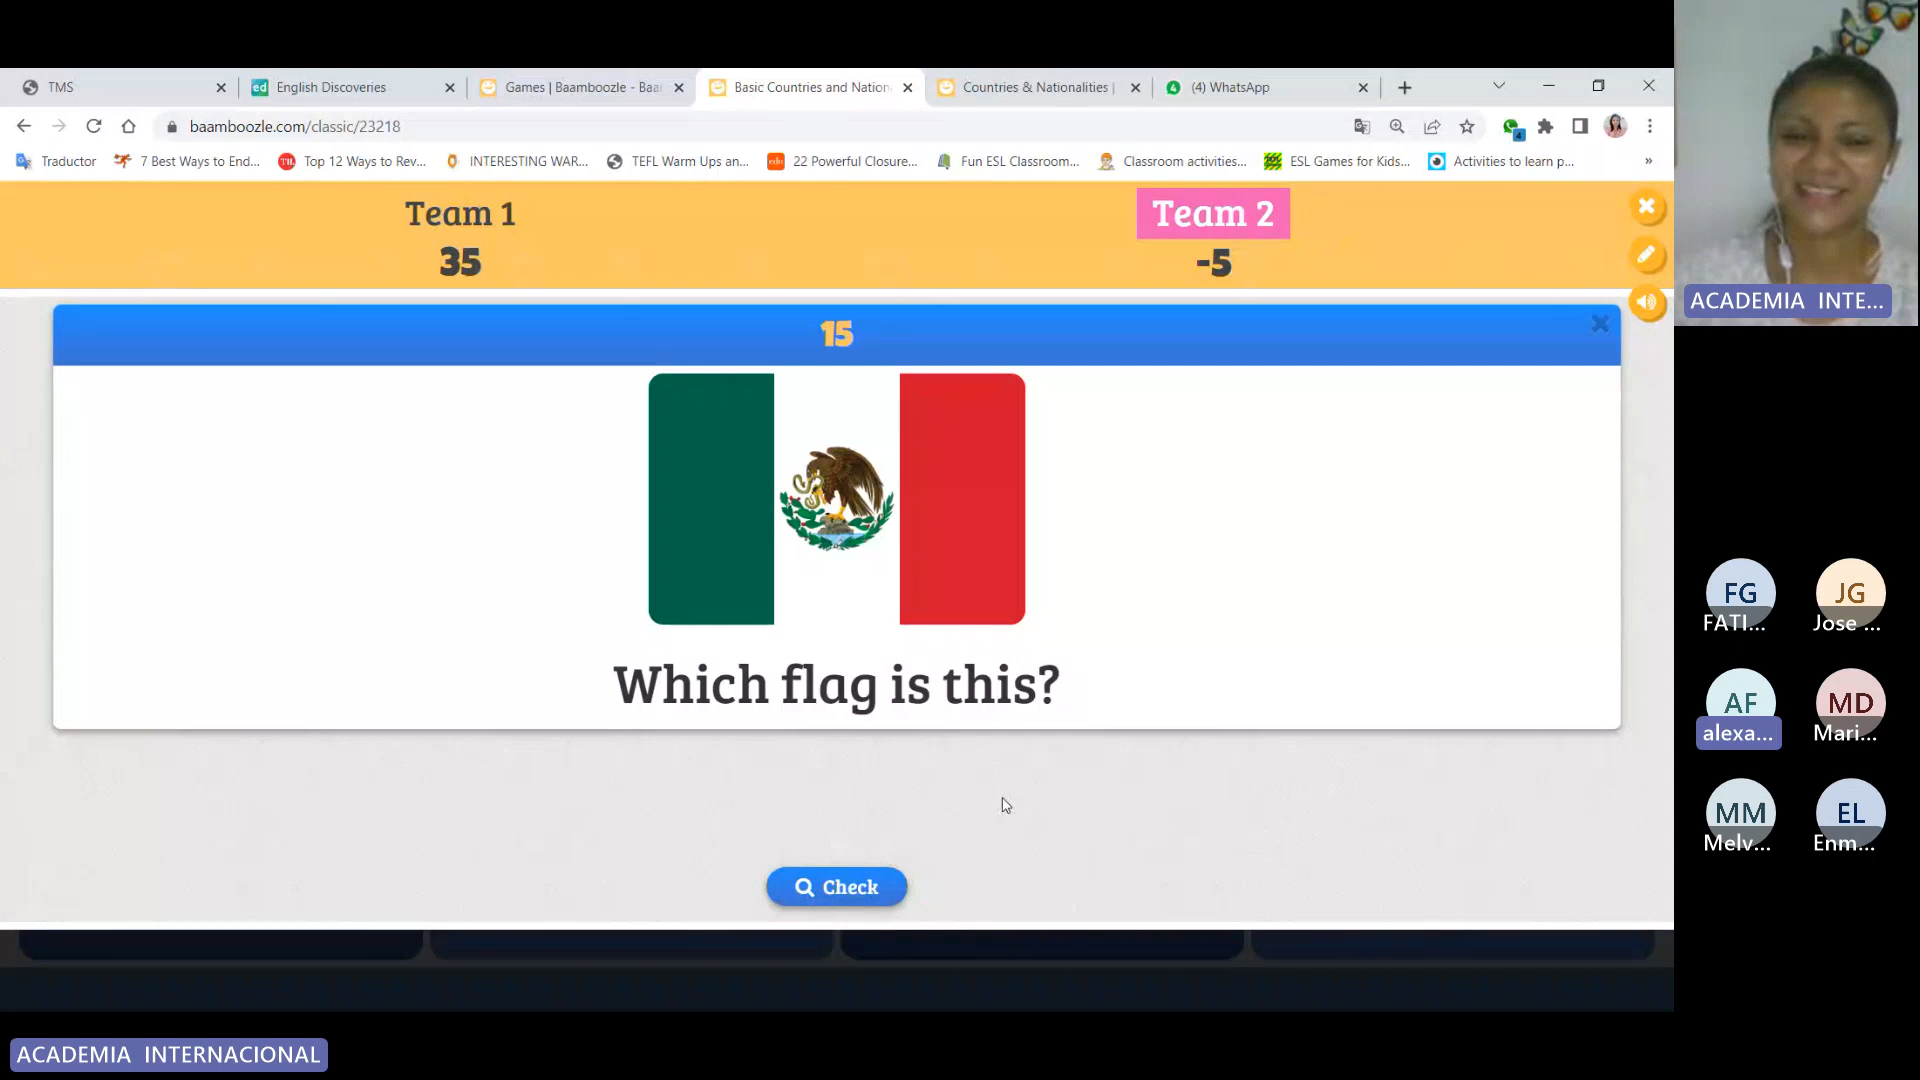 TMS
English Discoveries
Games | Baamboozle - Baa
Basic Countries and Nation
Countries & Nationalities |
(4) WhatsApp
baamboozle.com/classic/23218
Traductor
7 Best Ways to End...
Top 12 Ways to Rev...
INTERESTING WAR...
TEFL Warm Ups an...
22 Powerful Closure...
Fun ESL Classroom...
Classroom activities...
ESL Games for Kids...
Activities to learn p...
»
Team 1
35
Team 2
-5
15
Which flag is this?
Check
ACADEMIA INTE...
FG
FATI...
JG
Jose ...
AF
alexa...
MD
Mari...
MM
Melv...
EL
Enm...
ACADEMIA INTERNACIONAL